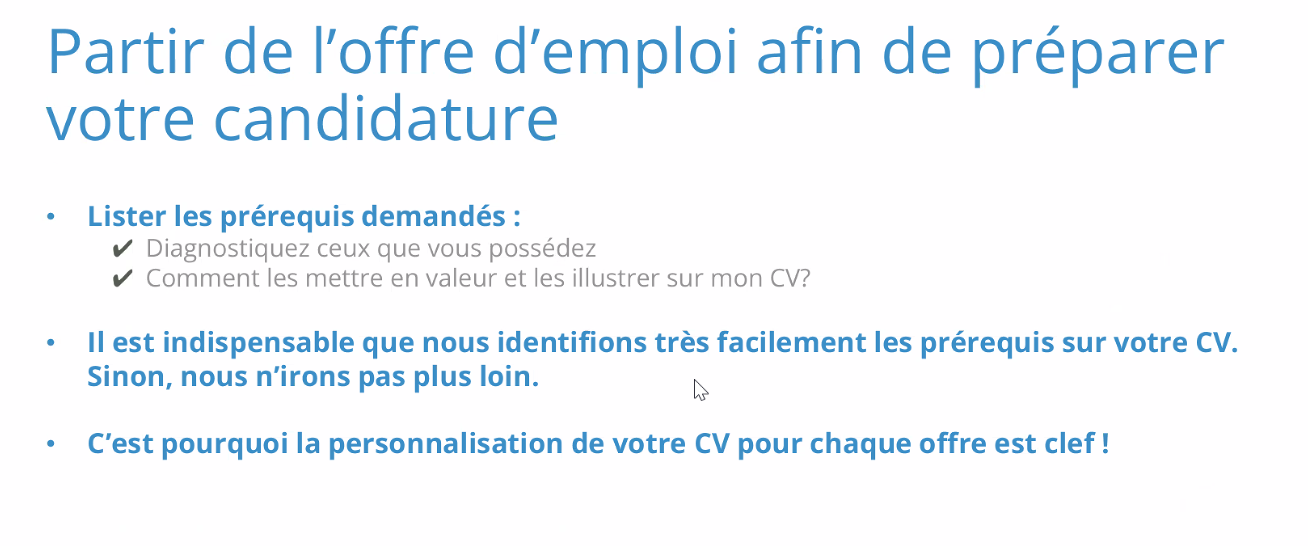 Partir de l’offre d’emploi afin de préparer
votre candidature
• Lister les prérequis demandés :
✔ Diagnostiquez ceux que vous possédez
✔ Comment les mettre en valeur et les illustrer sur mon CV?
• Il est indispensable que nous identifions très facilement les prérequis sur votre CV.
Sinon, nous n’irons pas plus loin.
• C’est pourquoi la personnalisation de votre CV pour chaque offre est clef !